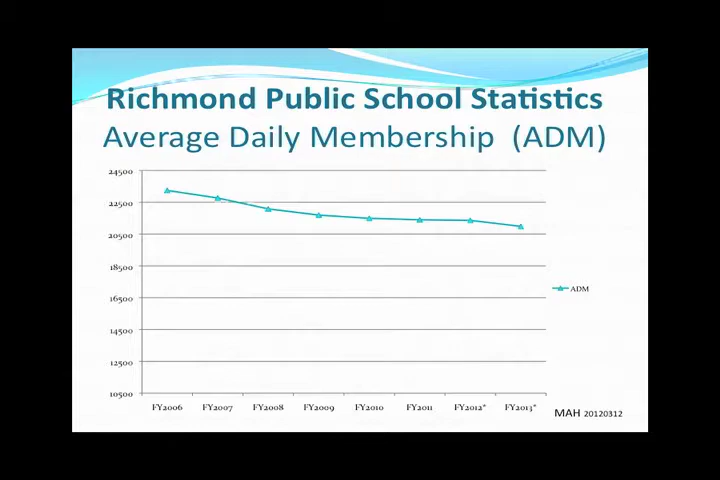 Richmond Public School Statistics
Average Daily Membership (ADM)
24500
22500
20500
18500
16500
14500
12500
10500
ADM
FY2006 FY2007 FY2008 FY2009 FY2010 FY2011 FY2012* FY2013*
MAH 20120312